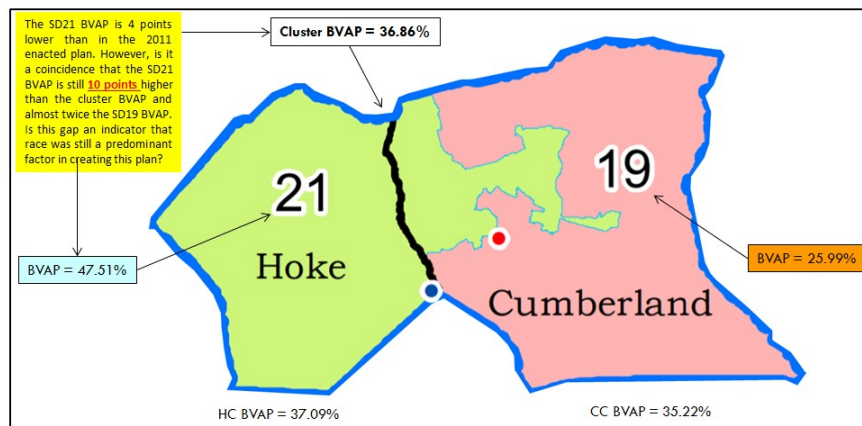 The SD21 BVAP is 4 points
lower than in the 2011
enacted plan. However, is it
a coincidence that the SD21
BVAP is still 10 points higher
than the cluster BVAP and
almost twice the SD19 BVAP.
Is this gap an indicator that
race was still a predominant
factor in creating this plan?
Cluster BVAP = 36.86%
21
19
BVAP = 47.51%
Hoke
BVAP = 25.99%
Cumberland
HC BVAP = 37.09%
CC BVAP = 35.22%